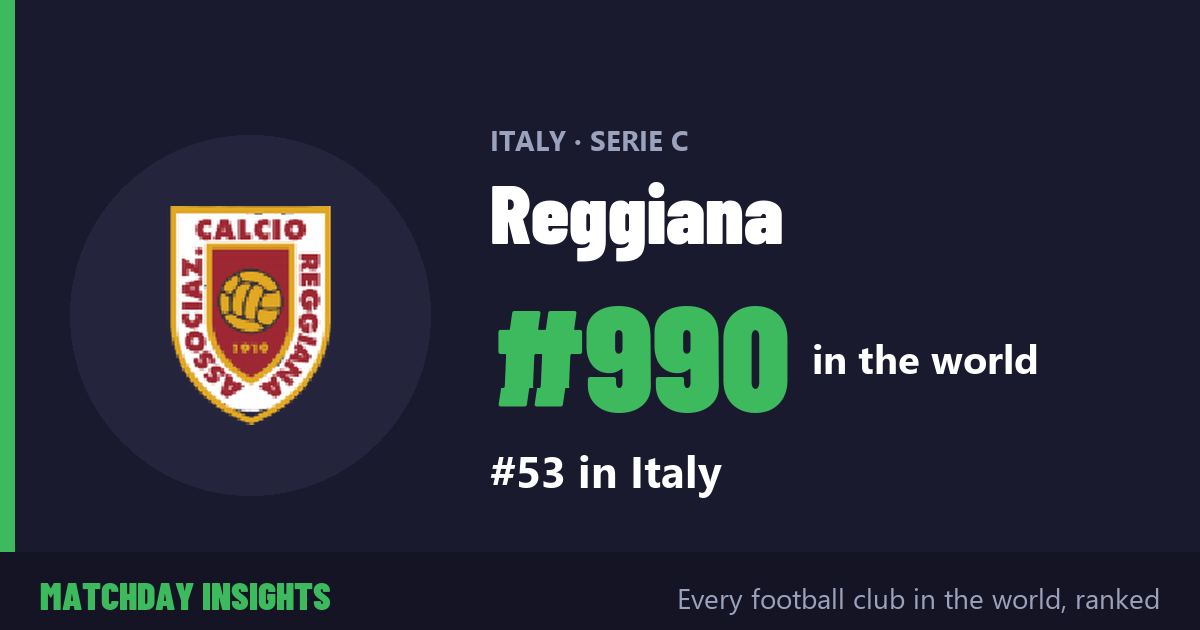 ITALY · SERIE C
Reggiana
#990 in the world
#53 in Italy
ASSOCIAZ. CALCIO REGGIANA
1919
MATCHDAY INSIGHTS
Every football club in the world, ranked